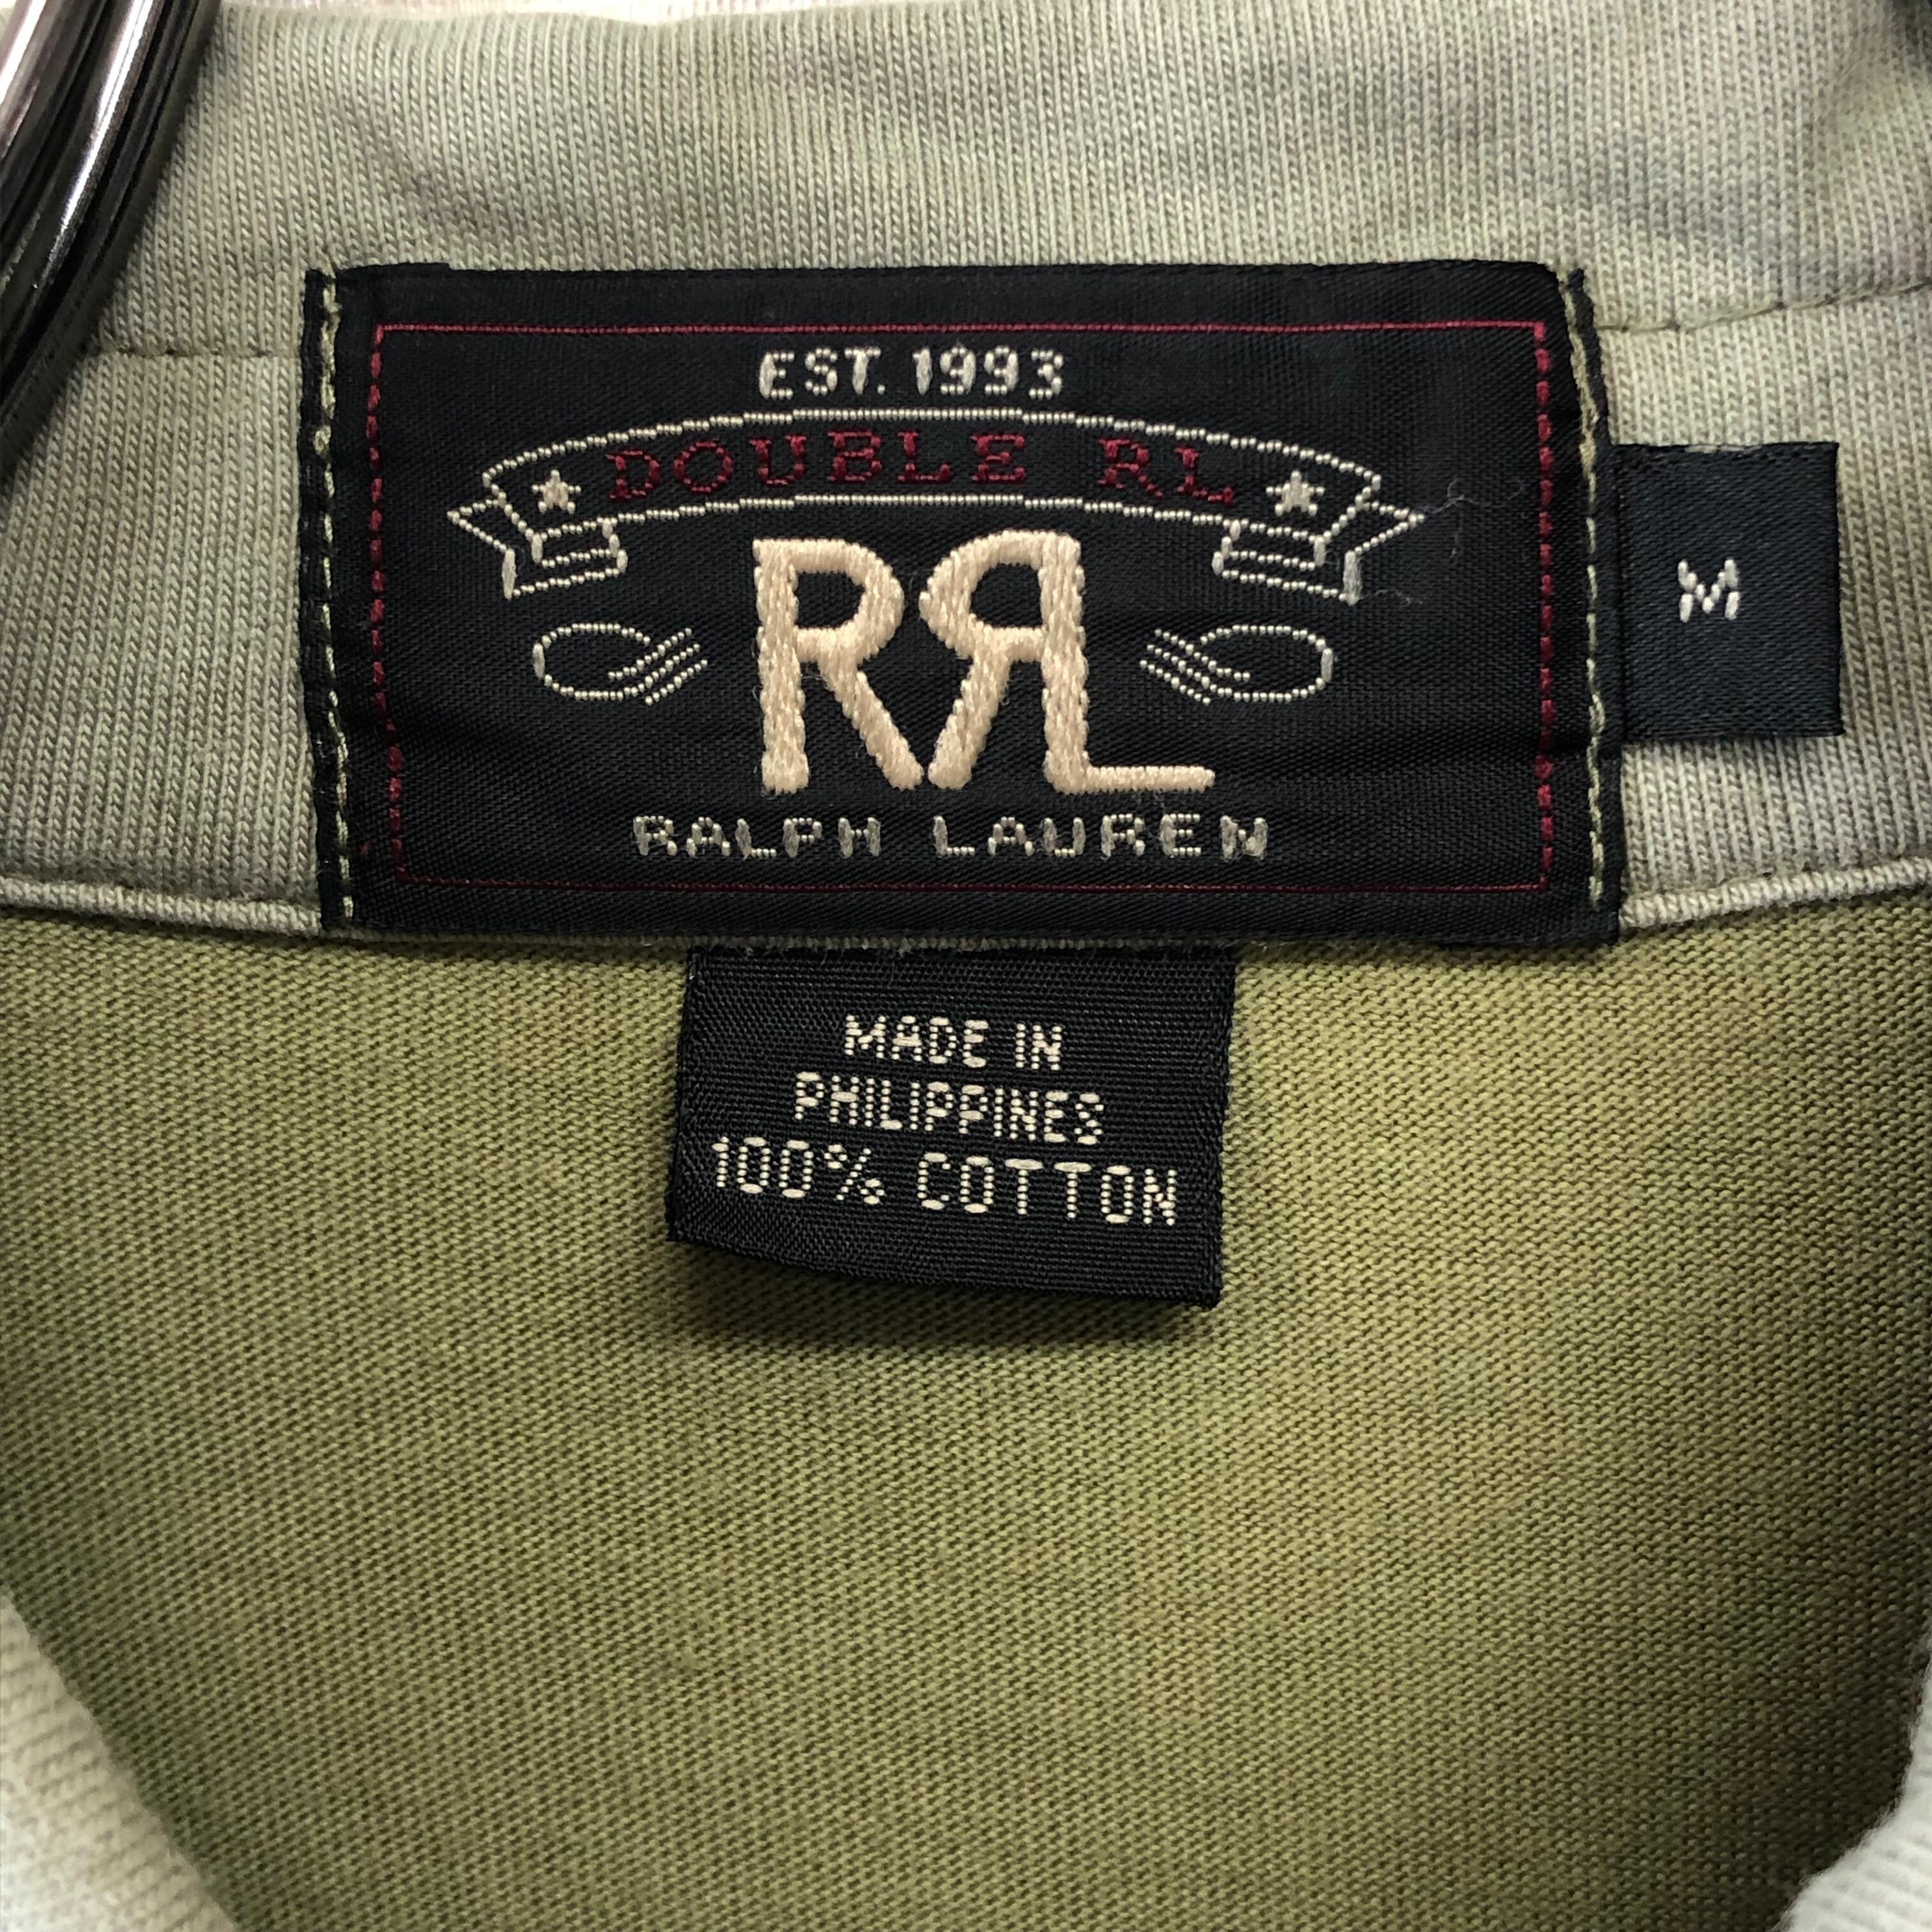 EST. 1993
DOUBLE RL
RRL
RALPH LAUREN
M
MADE IN
PHILIPPINES
100% COTTON